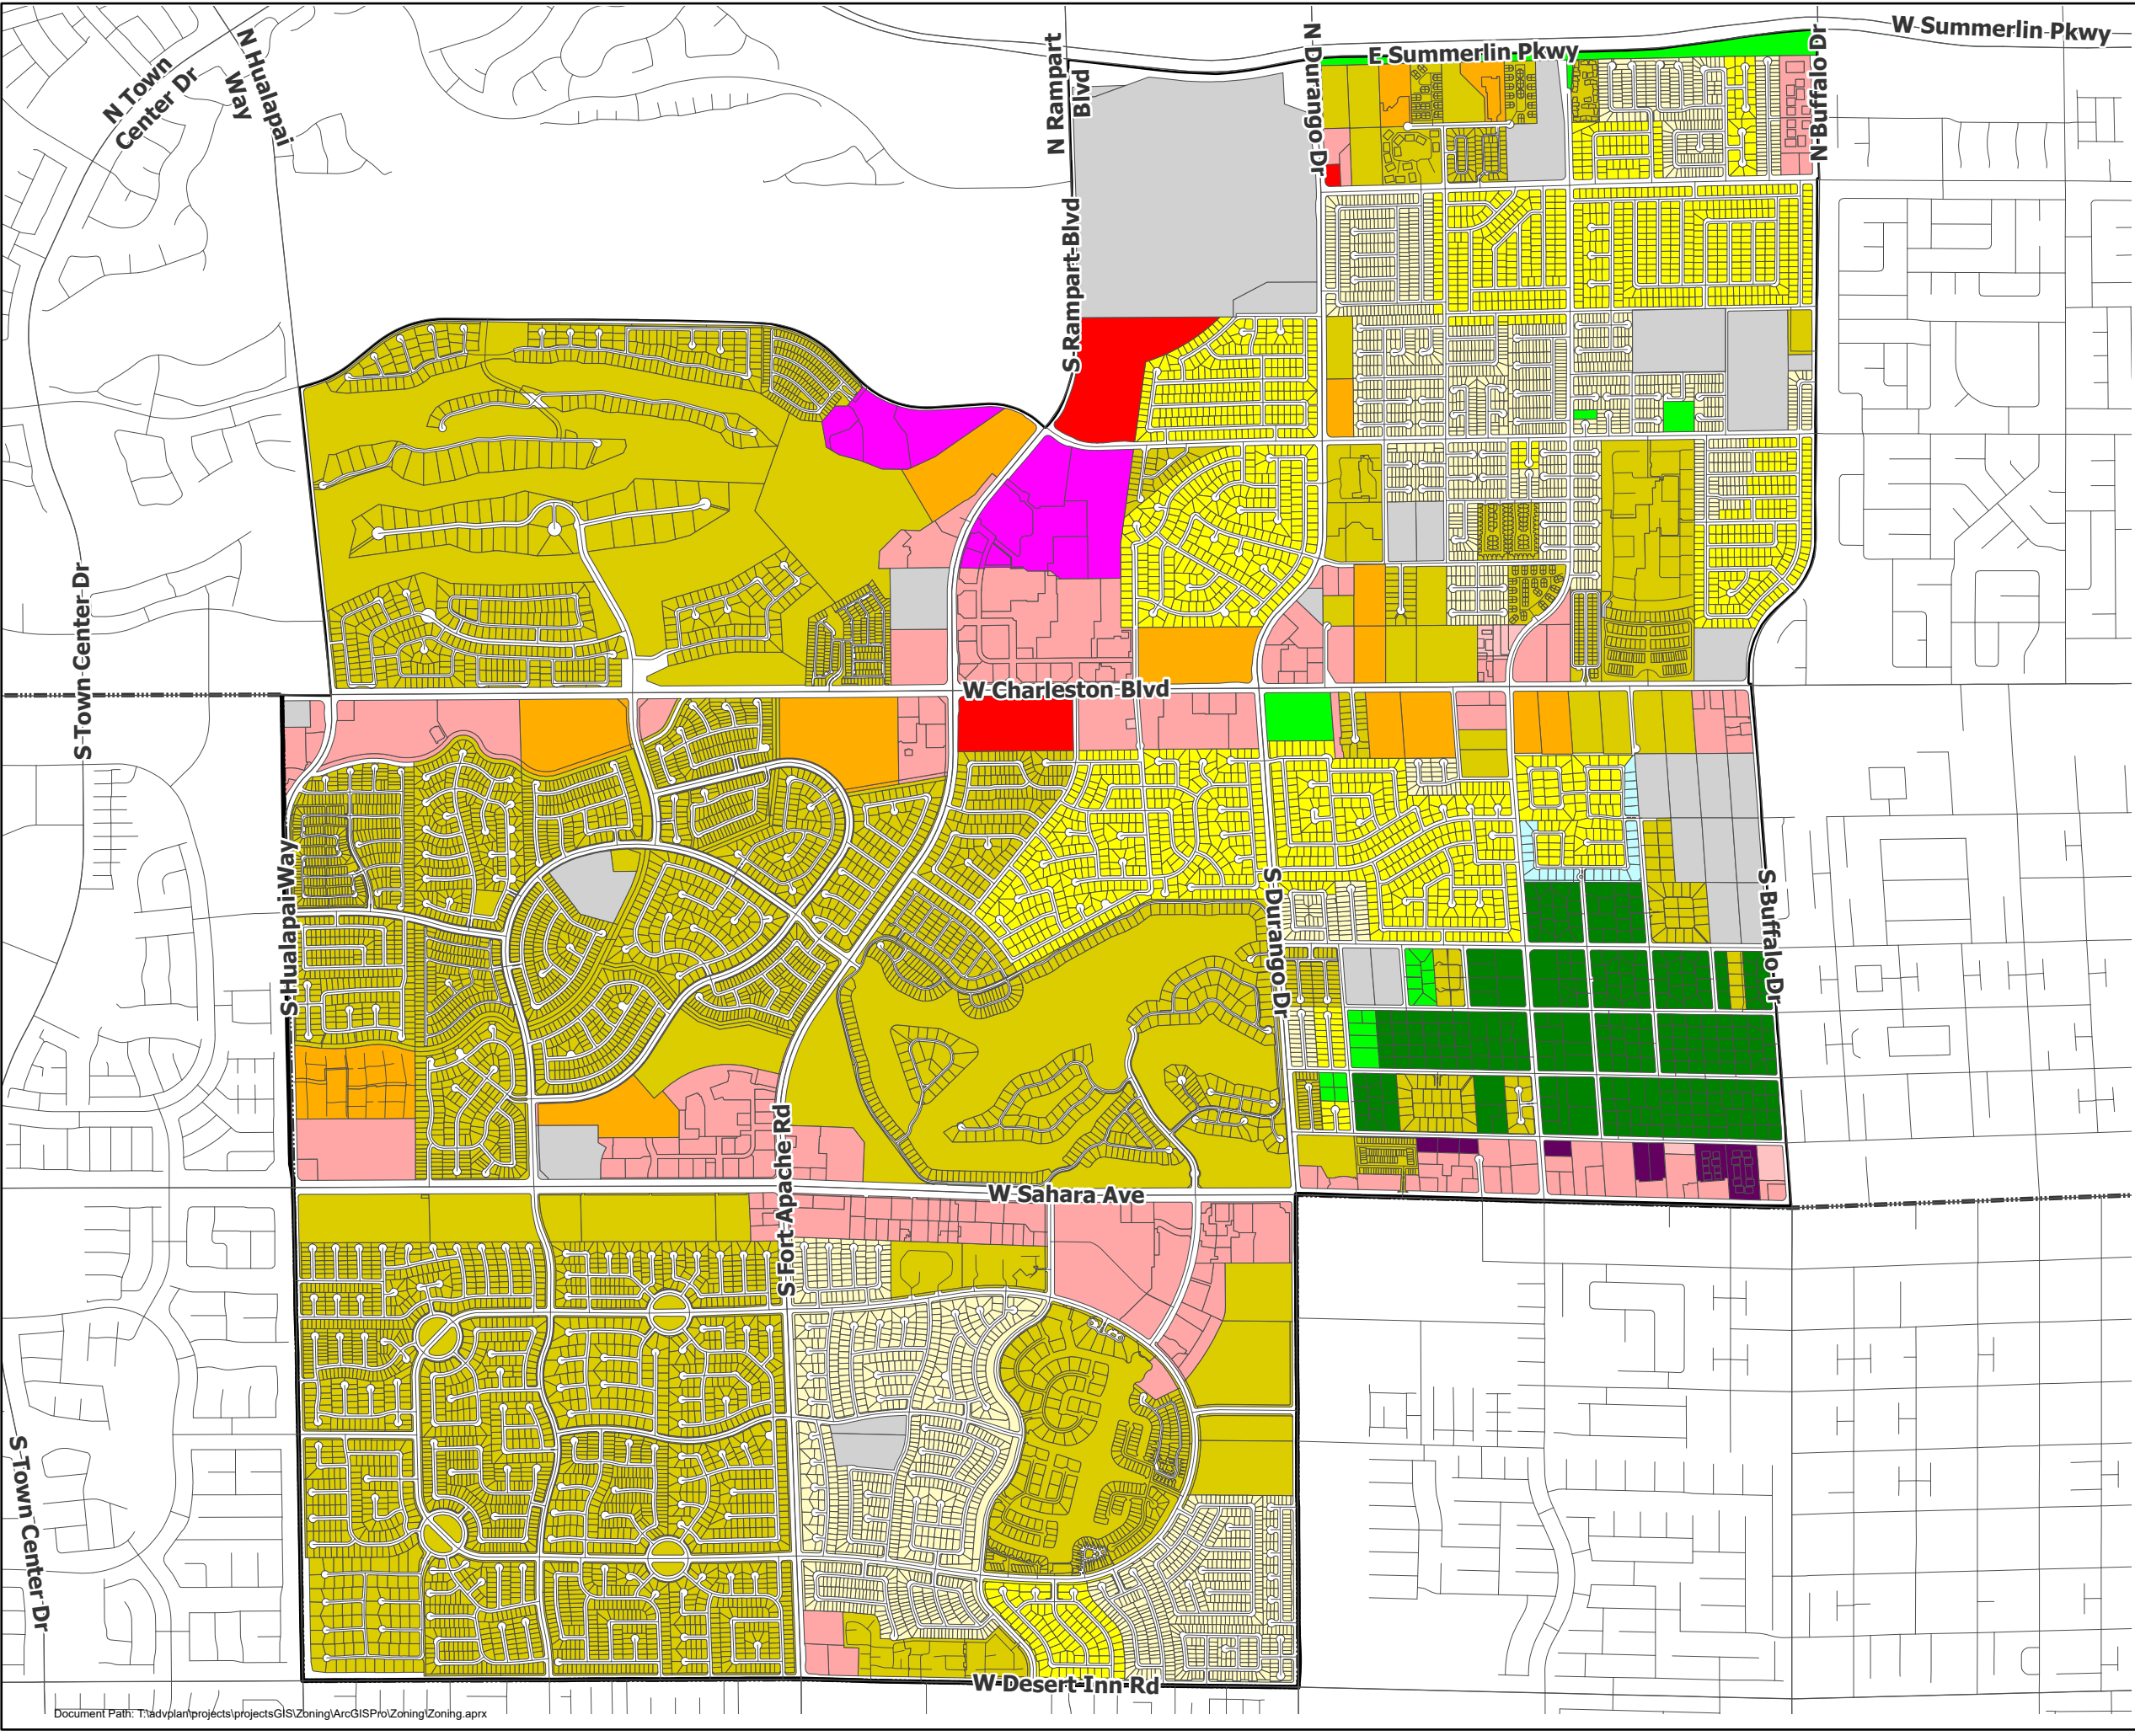 W Summerlin Pkwy
E Summerlin Pkwy
N Town
Center Dr
N Hualapai
Way
N Rampart
Blvd
N Durango Dr
N Buffalo Dr
S Rampart Blvd
S Town Center Dr
W Charleston Blvd
S Hualapai Way
S Durango Dr
S Buffalo Dr
S Fort Apache Rd
W Sahara Ave
S Town Center Dr
W Desert Inn Rd
Document Path: T:\advplan\projects\projectsGIS\Zoning\ArcGISPro\Zoning\Zoning.aprx